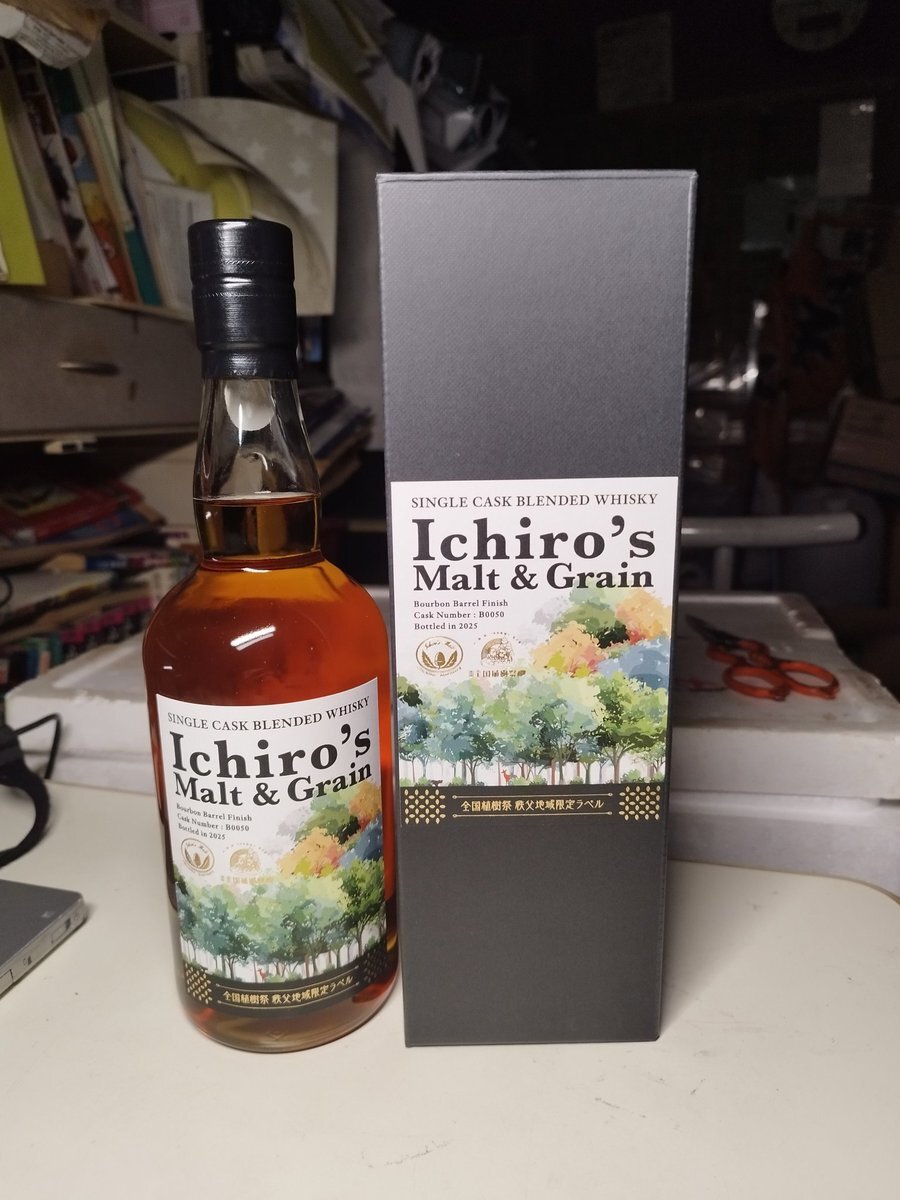 SINGLE CASK BLENDED WHISKY
Ichiro's
Malt & Grain
Bourbon Barrel Finish
Cask Number : B0050
Bottled in 2025
全国植樹祭 秩父地域限定ラベル
SINGLE CASK BLENDED WHISKY
Ichiro's
Malt & Grain
Bourbon Barrel Finish
Cask Number : B0050
Bottled in 2025
全国植樹祭 秩父地域限定ラベル